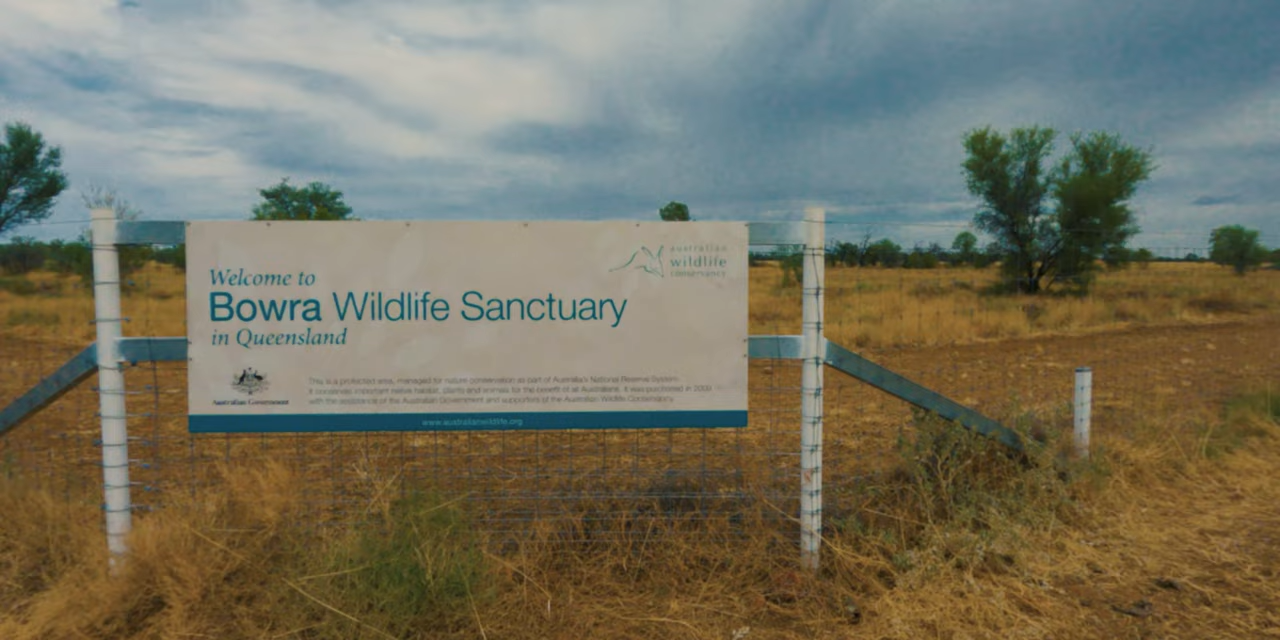 australian
wildlife
conservancy
Welcome to
Bowra Wildlife Sanctuary
in Queensland
Australian Government
This is a protected area, managed for nature conservation as part of Australia's National Reserve System.
It conserves important native habitat, plants and animals for the benefit of all Australians. It was purchased in
with the assistance of the Australian Government and supporters of the Australian Wildlife Conservancy.
www.australianwildlife.org